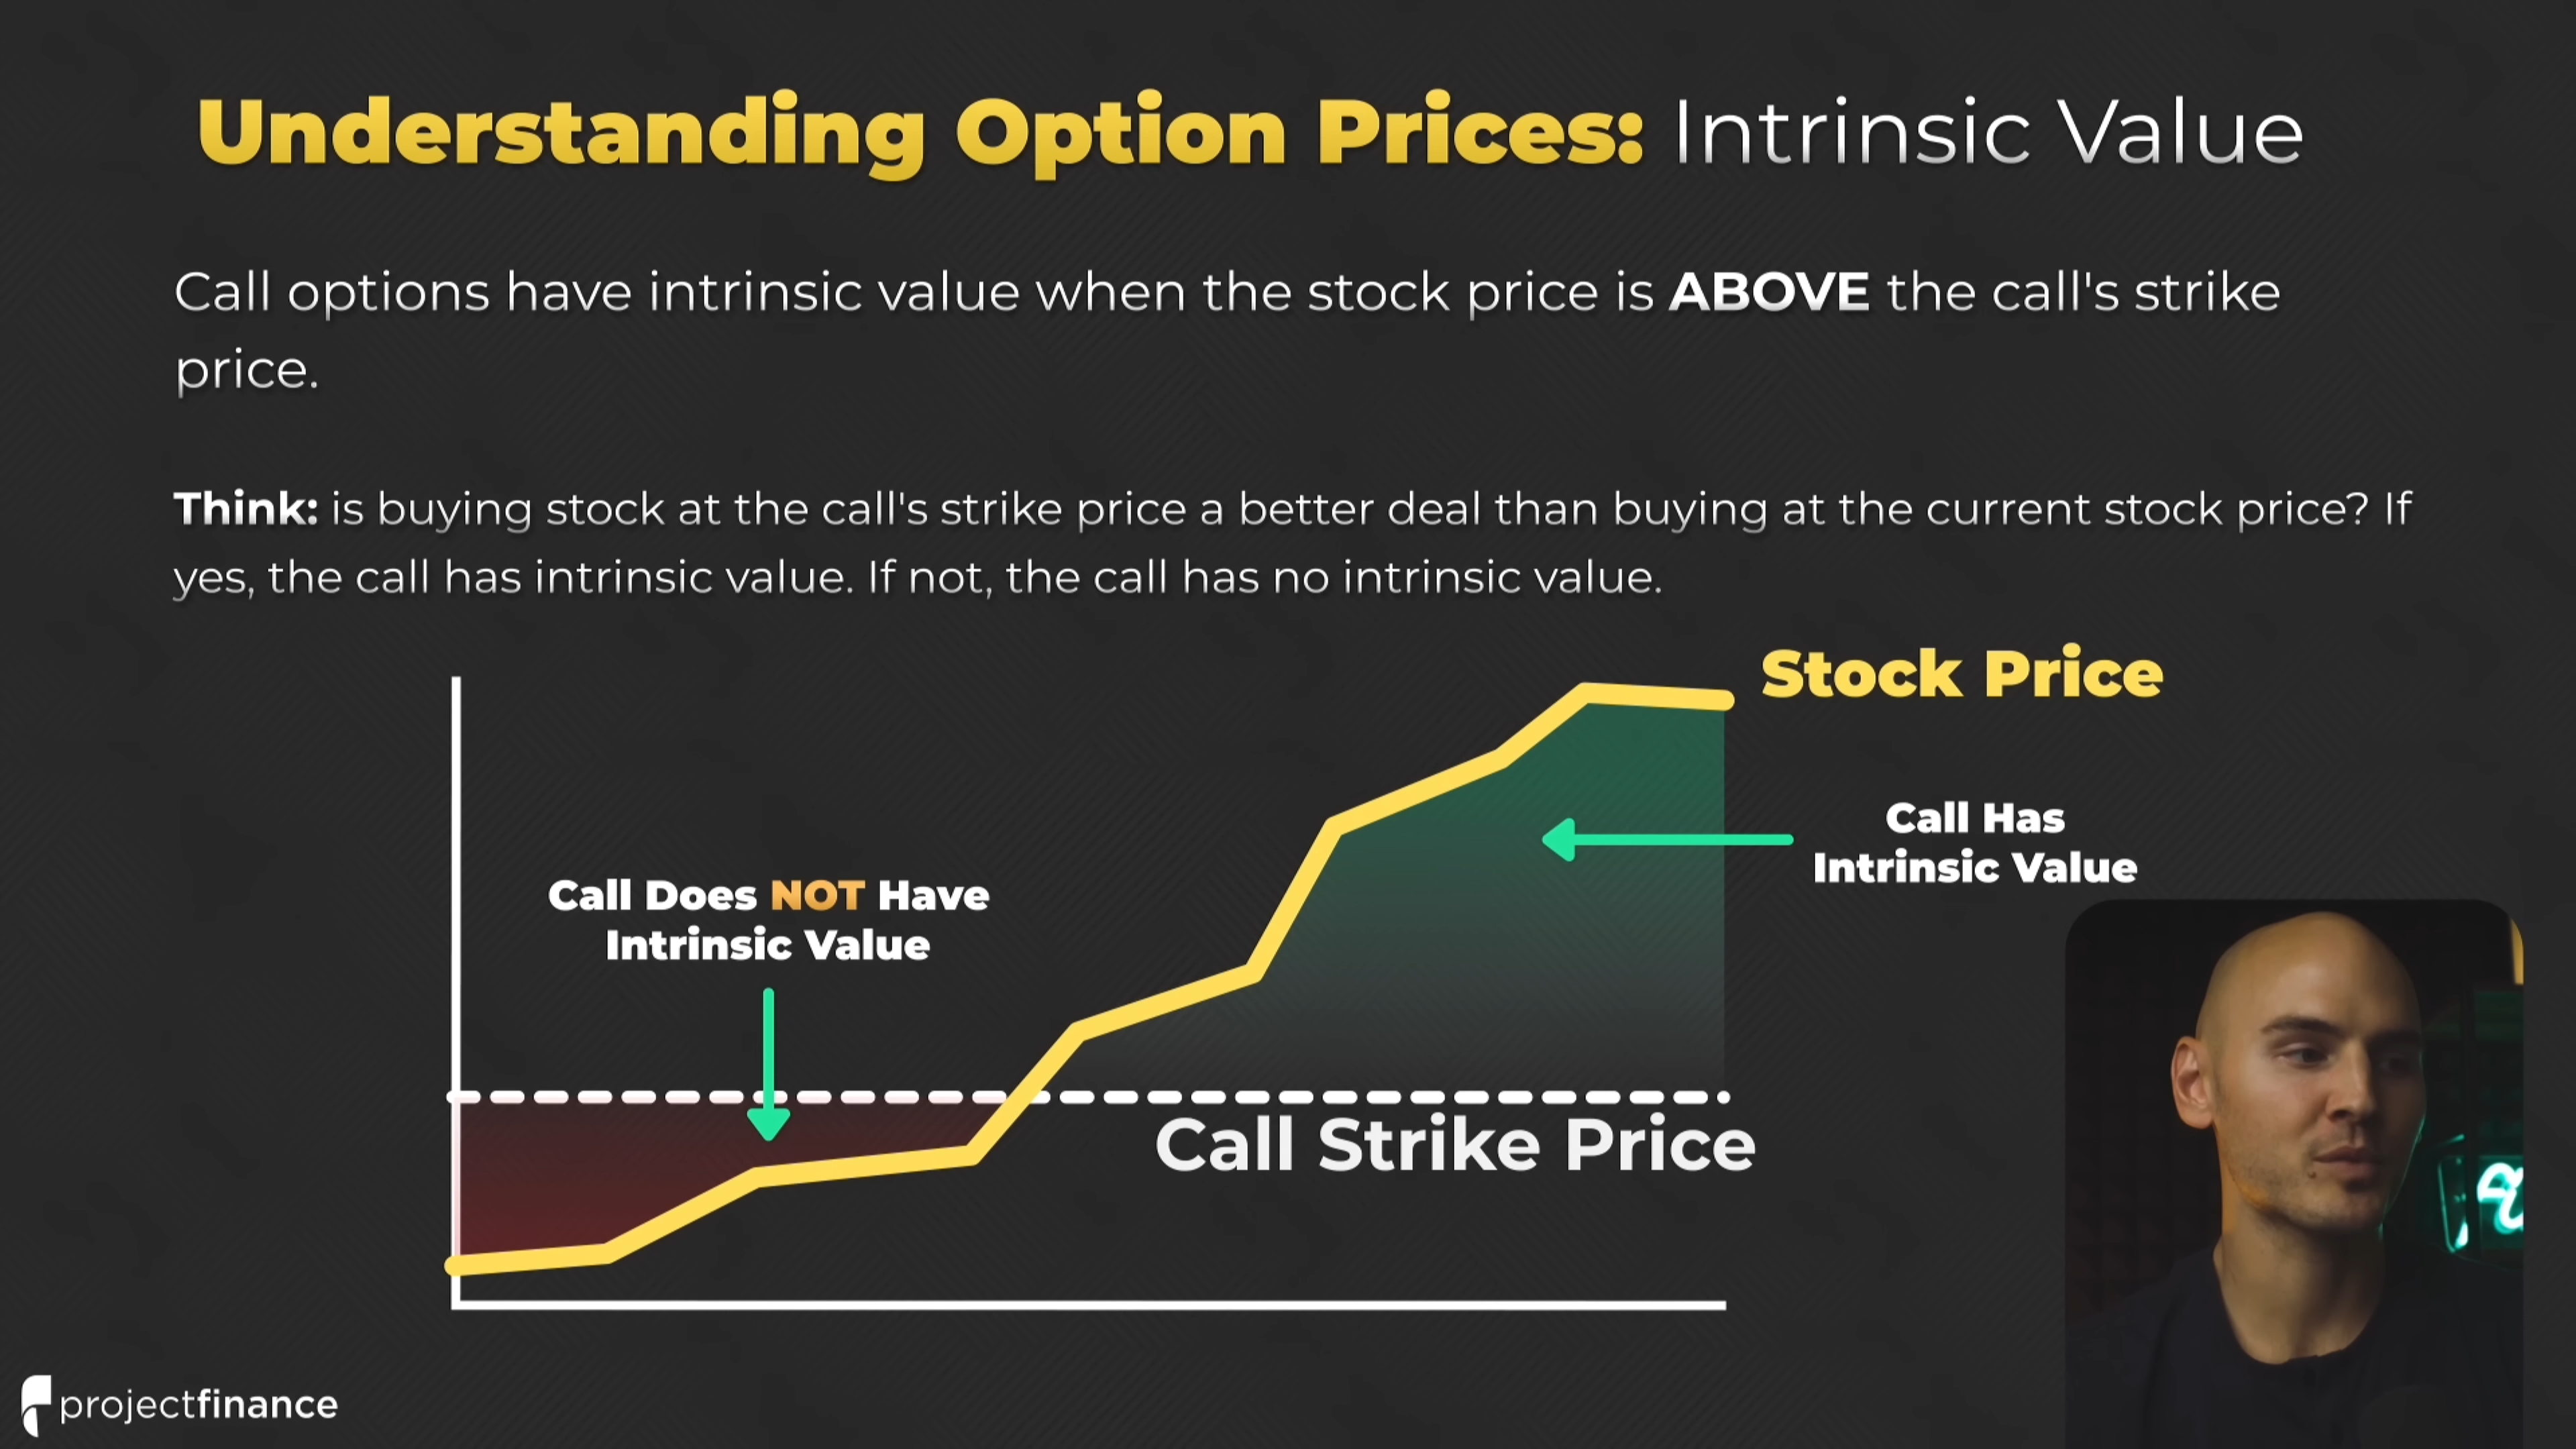 Understanding Option Prices: Intrinsic Value
Call options have intrinsic value when the stock price is ABOVE the call's strike
price.
Think: is buying stock at the call's strike price a better deal than buying at the current stock price? If
yes, the call has intrinsic value. If not, the call has no intrinsic value.
Stock Price
Call Has
Intrinsic Value
Call Does NOT Have
Intrinsic Value
Call Strike Price
projectfinance